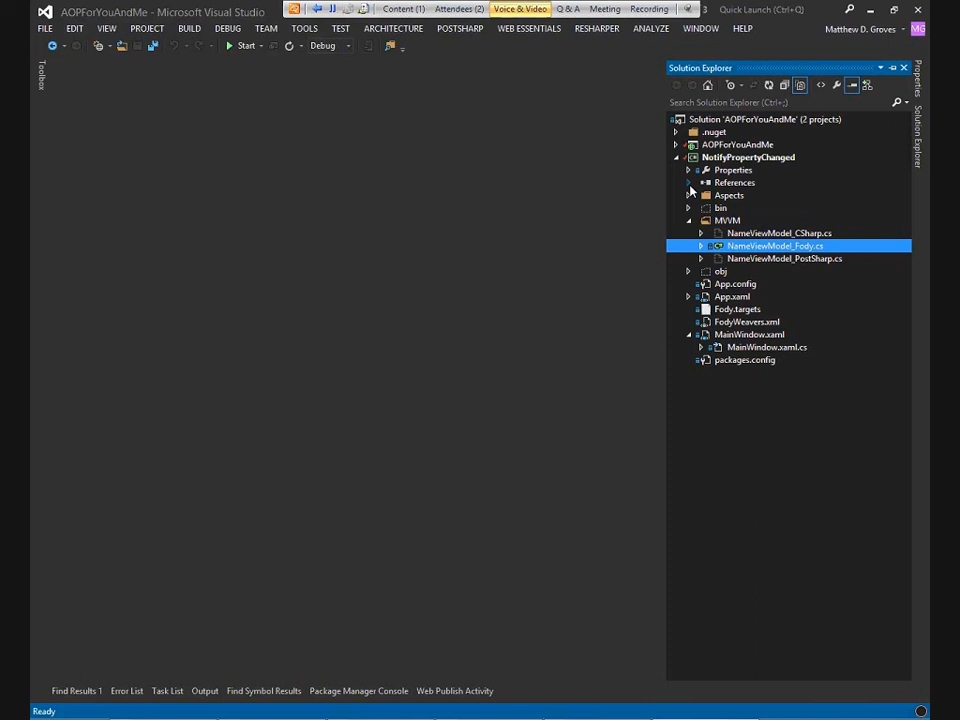 AOPForYouAndMe - Microsoft Visual Studio
Content (1) Attendees (2) Voice & Video Q & A Meeting Recording
3 Quick Launch (Ctrl+Q)
FILE EDIT VIEW PROJECT BUILD DEBUG TEAM TOOLS TEST ARCHITECTURE POSTSHARP WEB ESSENTIALS RESHARPER ANALYZE WINDOW HELP Matthew D. Groves MG
Start Debug
Toolbox
Solution Explorer
Search Solution Explorer (Ctrl+;)
Solution 'AOPForYouAndMe' (2 projects)
.nuget
AOPForYouAndMe
NotifyPropertyChanged
Properties
References
Aspects
bin
MVVM
NameViewModel_CSharp.cs
NameViewModel_Fody.cs
NameViewModel_PostSharp.cs
obj
App.config
App.xaml
Fody.targets
FodyWeavers.xml
MainWindow.xaml
MainWindow.xaml.cs
packages.config
Properties
Solution Explorer
Find Results 1 Error List Task List Output Find Symbol Results Package Manager Console Web Publish Activity
Ready